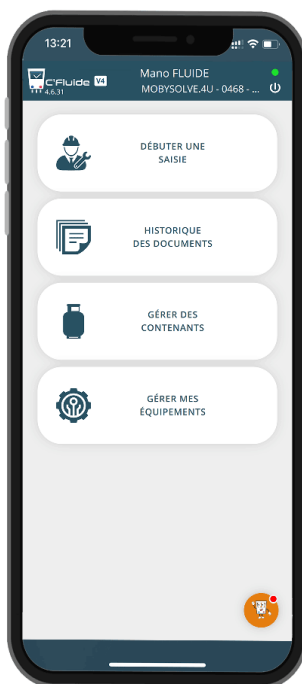 13:21
C'Fluide V4
4.6.31
Mano FLUIDE
MOBYSOLVE.4U - 0468 - ...
DÉBUTER UNE
SAISIE
HISTORIQUE
DES DOCUMENTS
GÉRER DES
CONTENANTS
GÉRER MES
ÉQUIPEMENTS